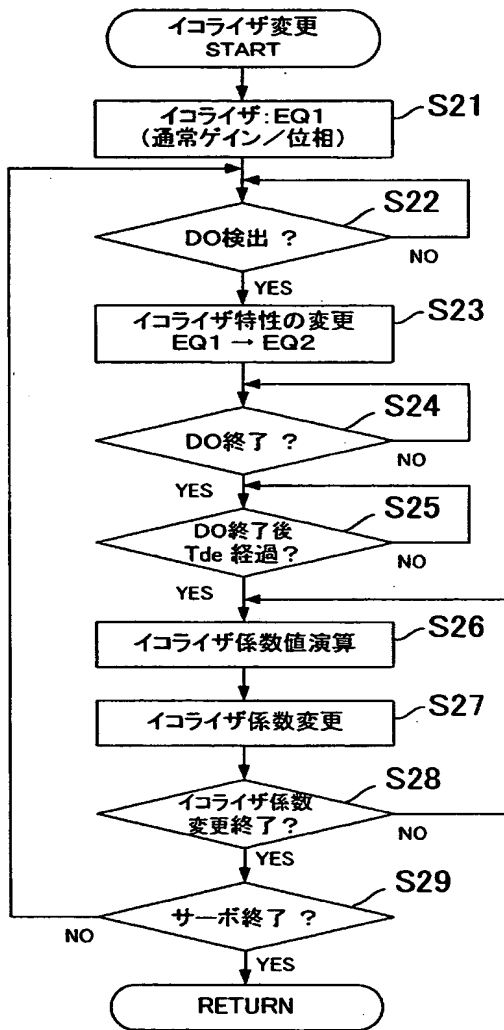 イコライザ変更
START
イコライザ:EQ1
(通常ゲイン/位相)
S21
DO検出 ?
S22
NO
YES
イコライザ特性の変更
EQ1 → EQ2
S23
DO終了 ?
S24
NO
YES
DO終了後
Tde 経過?
S25
NO
YES
イコライザ係数値演算
S26
イコライザ係数変更
S27
イコライザ係数
変更終了?
S28
NO
YES
サーボ終了 ?
S29
NO
YES
RETURN